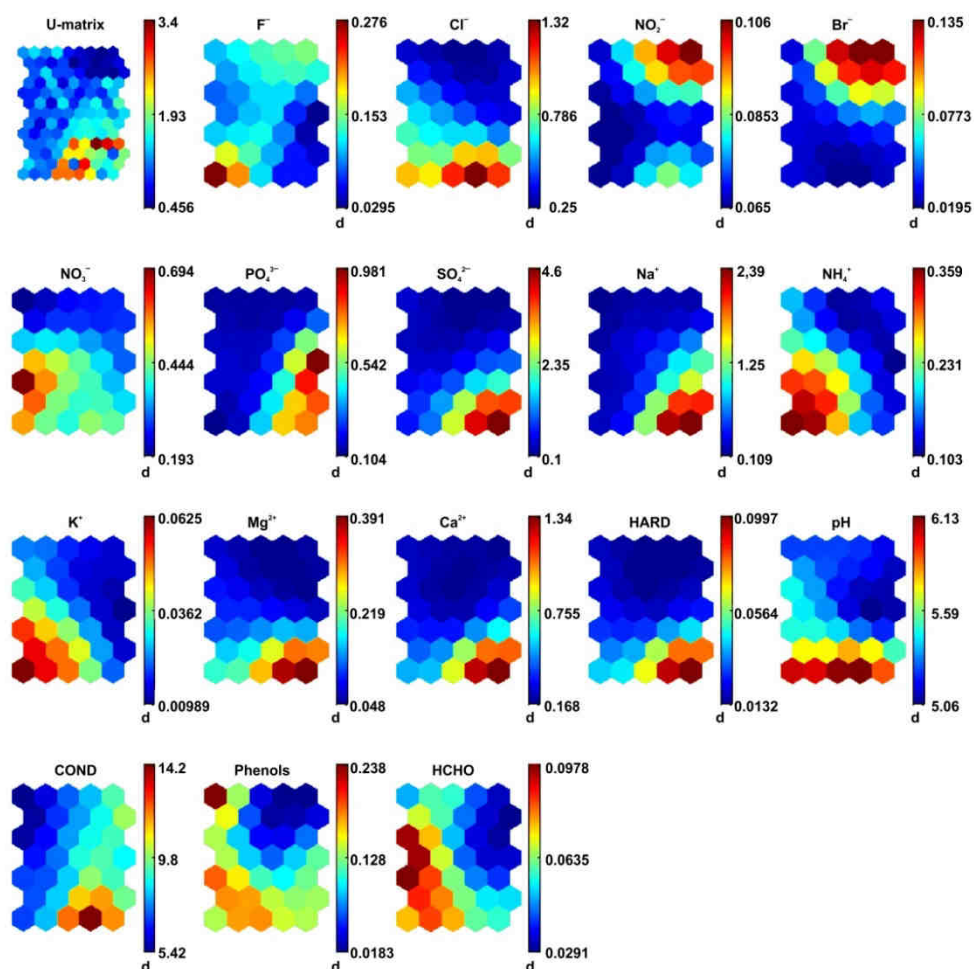 U-matrix F⁻ Cl⁻ NO₂⁻ Br⁻
3.4 0.276 1.32 0.106 0.135
1.93 0.153 0.786 0.0853 0.0773
0.456 0.0295 0.25 0.065 0.0195
d d d d
NO₃⁻ PO₄³⁻ SO₄²⁻ Na⁺ NH₄⁺
0.694 0.981 4.6 2,39 0.359
0.444 0.542 2.35 1.25 0.231
0.193 0.104 0.1 0.109 0.103
d d d d d
K⁺ Mg²⁺ Ca²⁺ HARD pH
0.0625 0.391 1.34 0.0997 6.13
0.0362 0.219 0.755 0.0564 5.59
0.00989 0.048 0.168 0.0132 5.06
d d d d d
COND Phenols HCHO
14.2 0.238 0.0978
9.8 0.128 0.0635
5.42 0.0183 0.0291
d d d